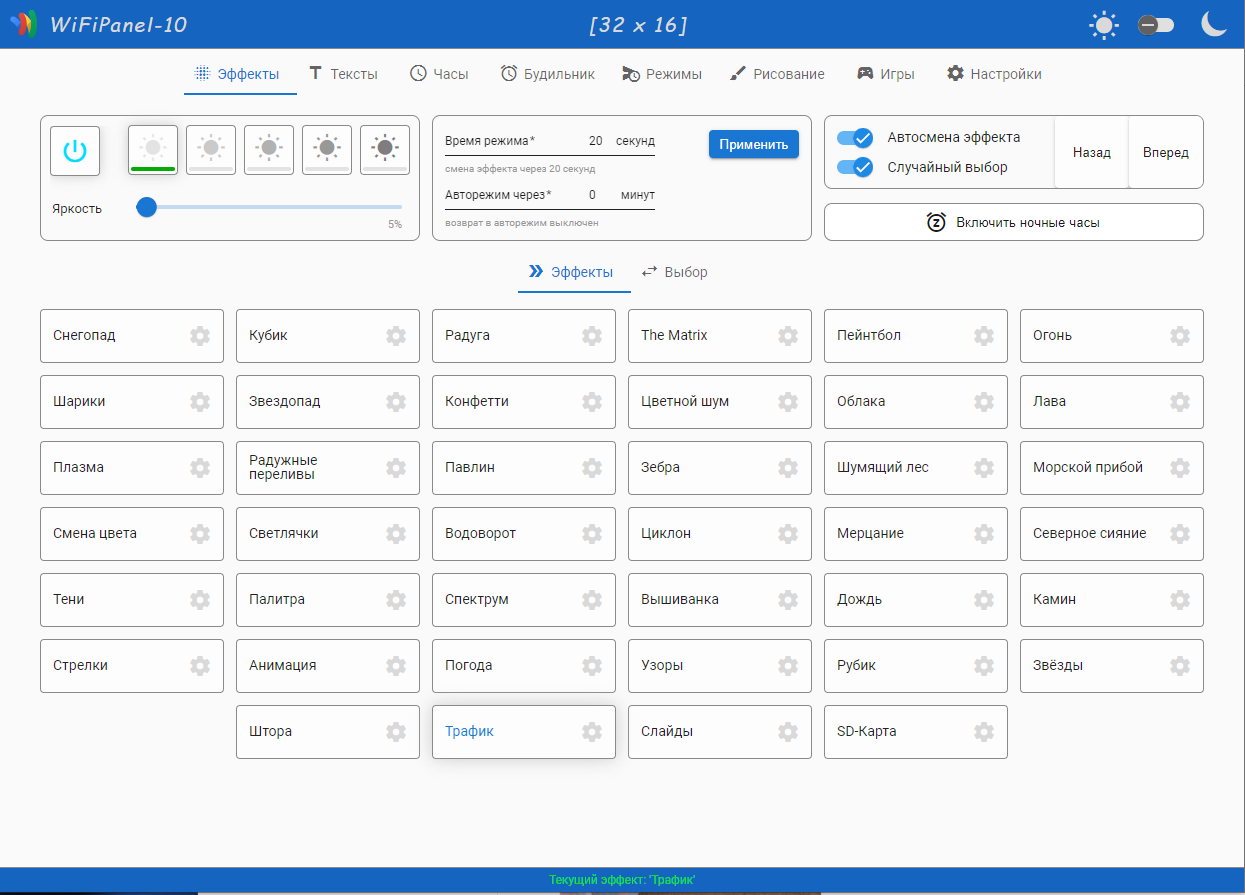 WiFiPanel-10
[32 x 16]
Эффекты
Тексты
Часы
Будильник
Режимы
Рисование
Игры
Настройки
Яркость
5%
Время режима* 20 секунд
смена эффекта через 20 секунд
Авторежим через* 0 минут
возврат в авторежим выключен
Применить
Автосмена эффекта
Случайный выбор
Назад
Вперед
Включить ночные часы
Эффекты
Выбор
Снегопад
Кубик
Радуга
The Matrix
Пейнтбол
Огонь
Шарики
Звездопад
Конфетти
Цветной шум
Облака
Лава
Плазма
Радужные
переливы
Павлин
Зебра
Шумящий лес
Морской прибой
Смена цвета
Светлячки
Водоворот
Циклон
Мерцание
Северное сияние
Тени
Палитра
Спектрум
Вышиванка
Дождь
Камин
Стрелки
Анимация
Погода
Узоры
Рубик
Звёзды
Штора
Трафик
Слайды
SD-Карта
Текущий эффект: 'Трафик'